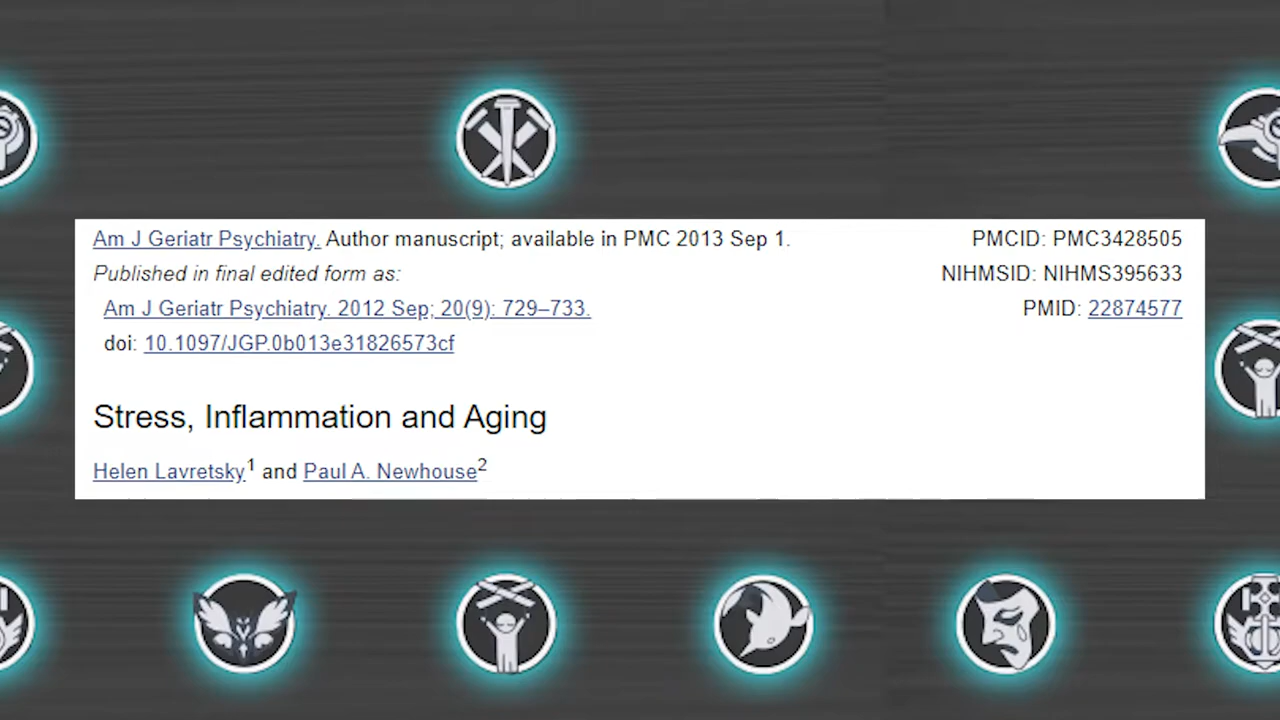 Am J Geriatr Psychiatry. Author manuscript; available in PMC 2013 Sep 1. PMCID: PMC3428505
Published in final edited form as: NIHMSID: NIHMS395633
Am J Geriatr Psychiatry. 2012 Sep; 20(9): 729–733. PMID: 22874577
doi: 10.1097/JGP.0b013e31826573cf
Stress, Inflammation and Aging
Helen Lavretsky1 and Paul A. Newhouse2